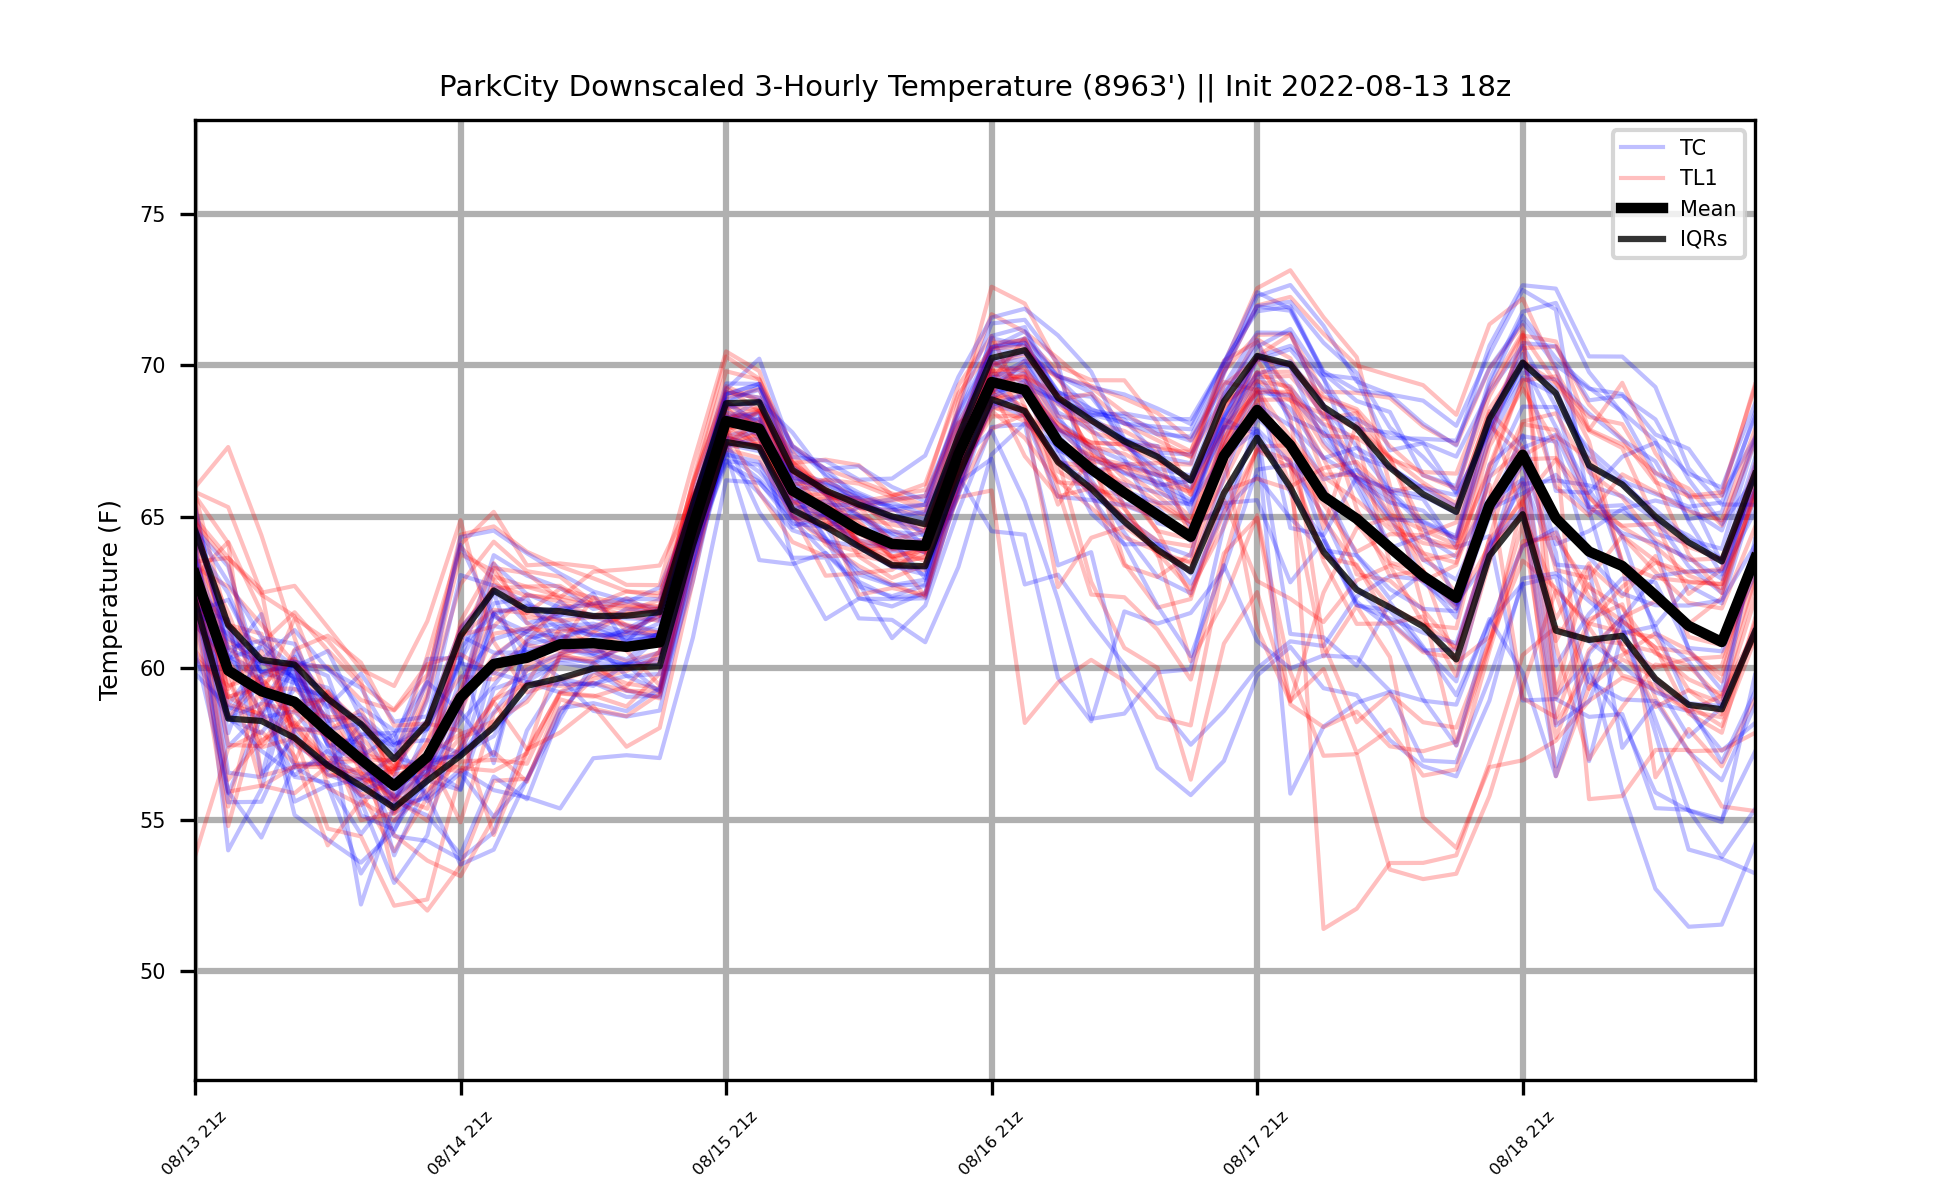 ParkCity Downscaled 3-Hourly Temperature (8963') || Init 2022-08-13 18z
TC
TL1
Mean
IQRs
Temperature (F)
75
70
65
60
55
50
08/13 21z
08/14 21z
08/15 21z
08/16 21z
08/17 21z
08/18 21z